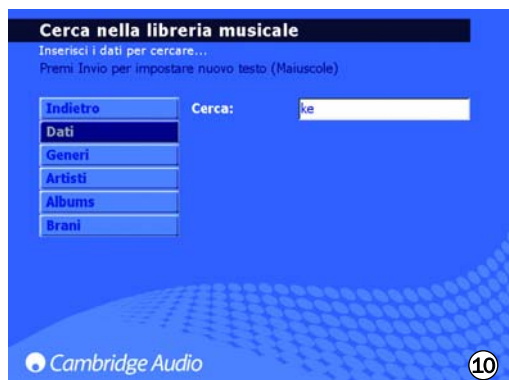 Cerca nella libreria musicale
Inserisci i dati per cercare...
Premi Invio per impostare nuovo testo (Maiuscole)
Indietro
Cerca:
ke
Dati
Generi
Artisti
Albums
Brani
Cambridge Audio
10